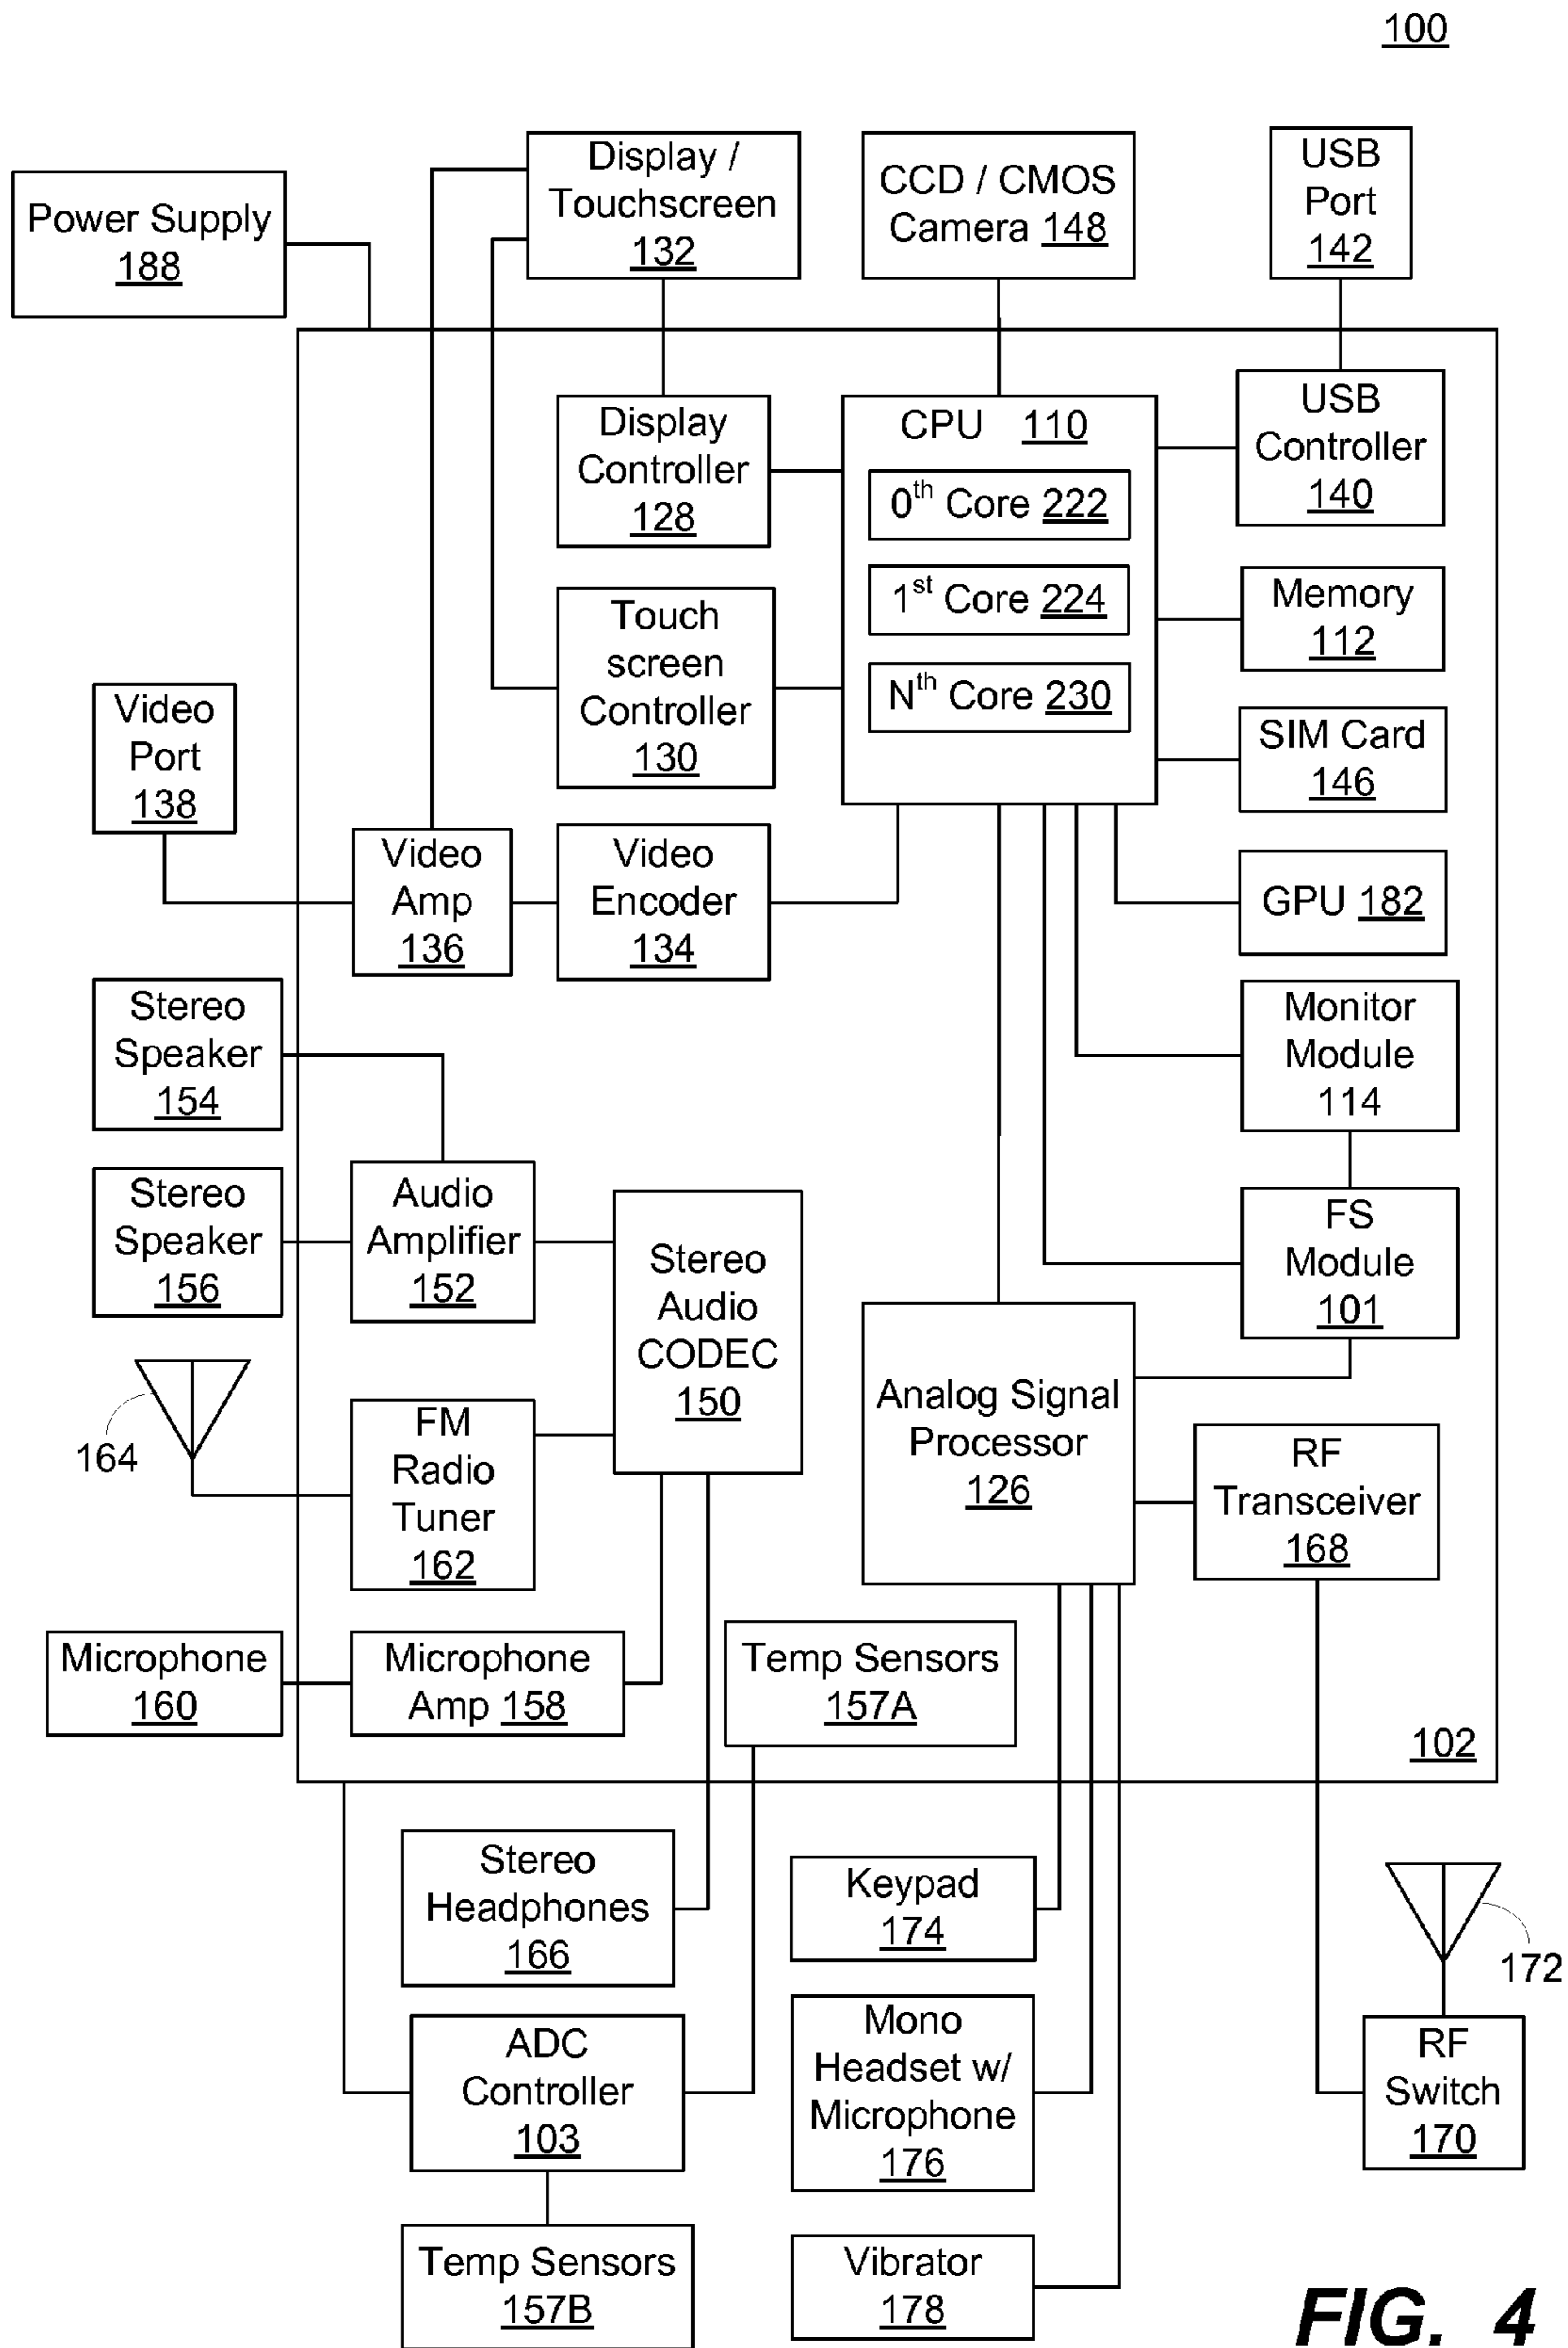 100
Power Supply
188
Display /
Touchscreen
132
CCD / CMOS
Camera 148
USB
Port
142
Display
Controller
128
CPU 110
0th Core 222
1st Core 224
Nth Core 230
USB
Controller
140
Touch
screen
Controller
130
Memory
112
SIM Card
146
Video
Port
138
Video
Amp
136
Video
Encoder
134
GPU 182
Stereo
Speaker
154
Monitor
Module
114
Stereo
Speaker
156
Audio
Amplifier
152
Stereo
Audio
CODEC
150
FS
Module
101
164
FM
Radio
Tuner
162
Analog Signal
Processor
126
RF
Transceiver
168
Microphone
160
Microphone
Amp 158
Temp Sensors
157A
102
Stereo
Headphones
166
Keypad
174
172
ADC
Controller
103
Mono
Headset w/
Microphone
176
RF
Switch
170
Temp Sensors
157B
Vibrator
178
FIG. 4